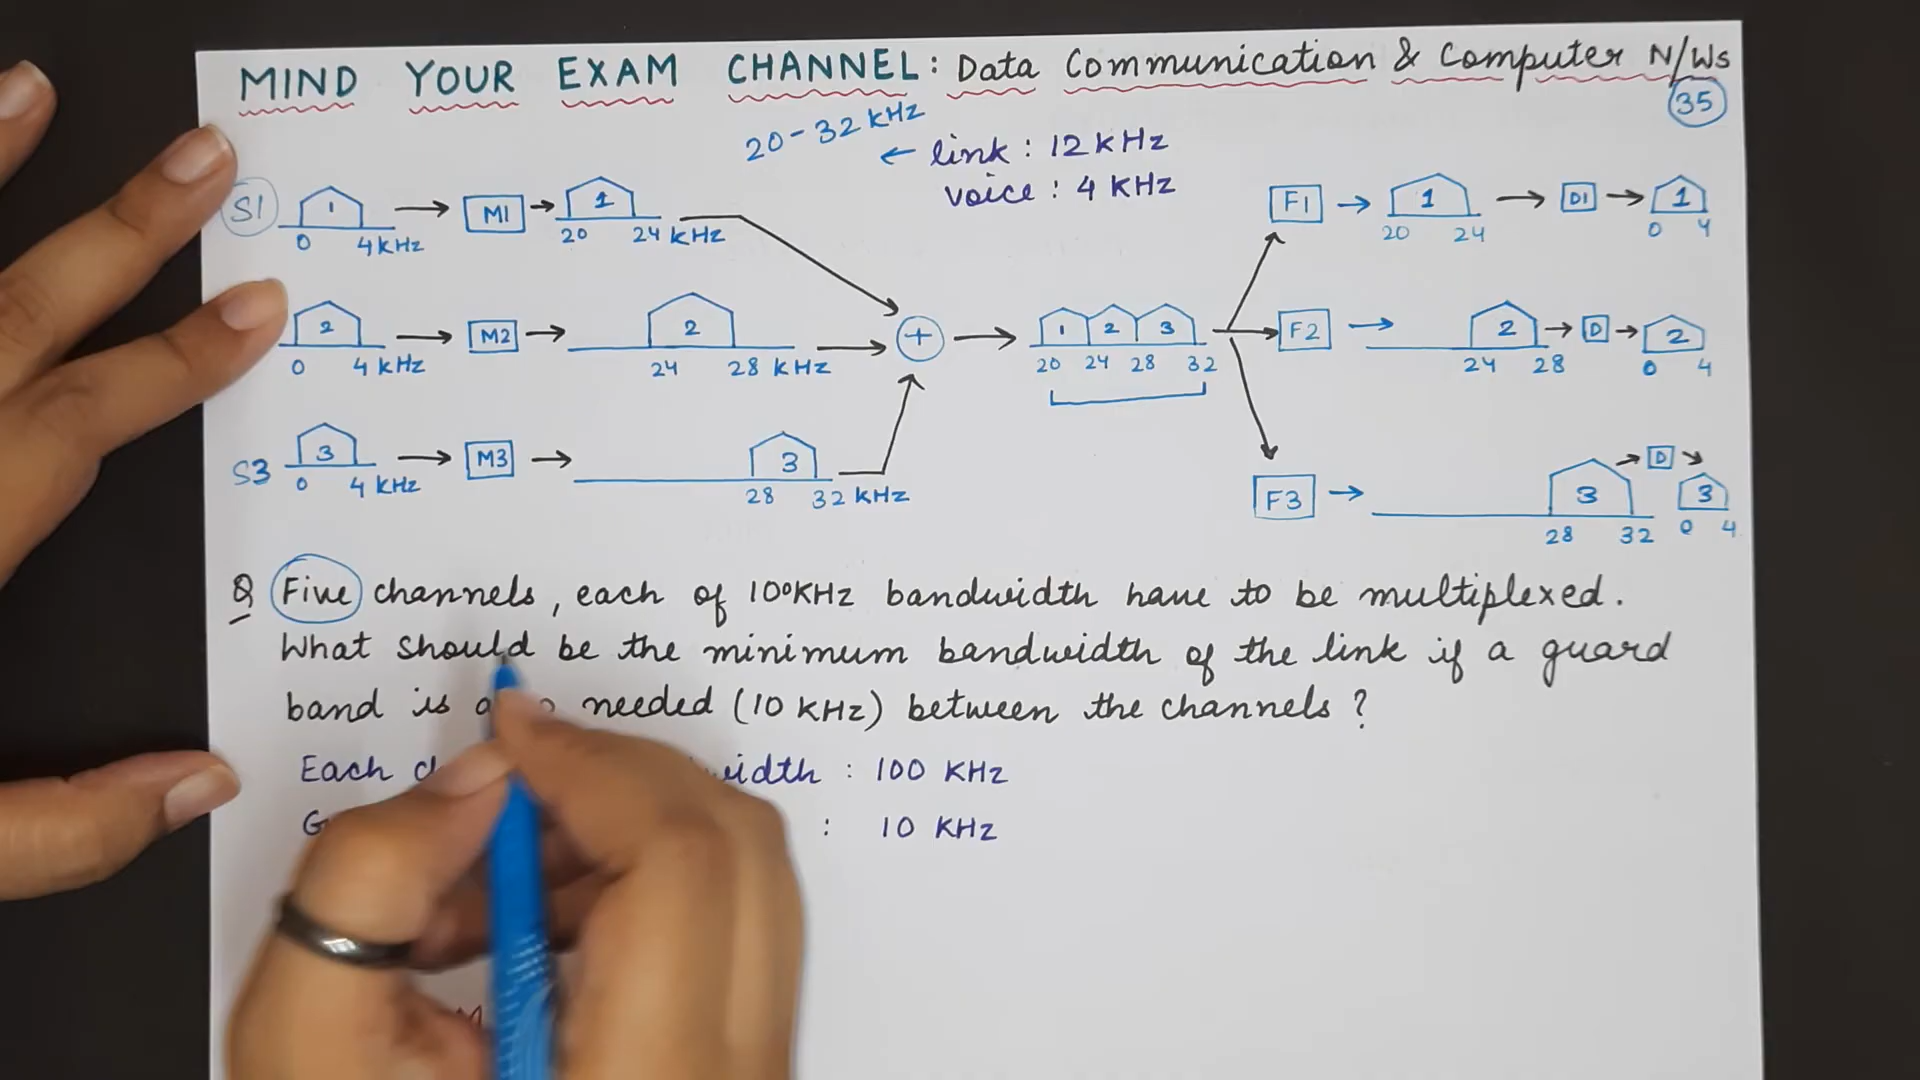 MIND YOUR EXAM CHANNEL: Data Communication & Computer N/Ws
35
20-32 KHz
← link: 12 KHz
voice: 4 KHz
S1 1 → M1 → 1 F1 → 1 → D1 → 1
0 4 KHz 20 24 KHz 20 24 0 4
2 → M2 → 2 → + → 1 2 3 → F2 → 2 → D → 2
0 4 KHz 24 28 KHz 20 24 28 32 24 28 0 4
S3 3 → M3 → 3 F3 → 3 → D 3
0 4 KHz 28 32 KHz 28 32 0 4
Q Five channels, each of 100KHz bandwidth have to be multiplexed.
What should be the minimum bandwidth of the link if a guard
band is needed (10 KHz) between the channels?
Each : 100 KHz
: 10 KHz